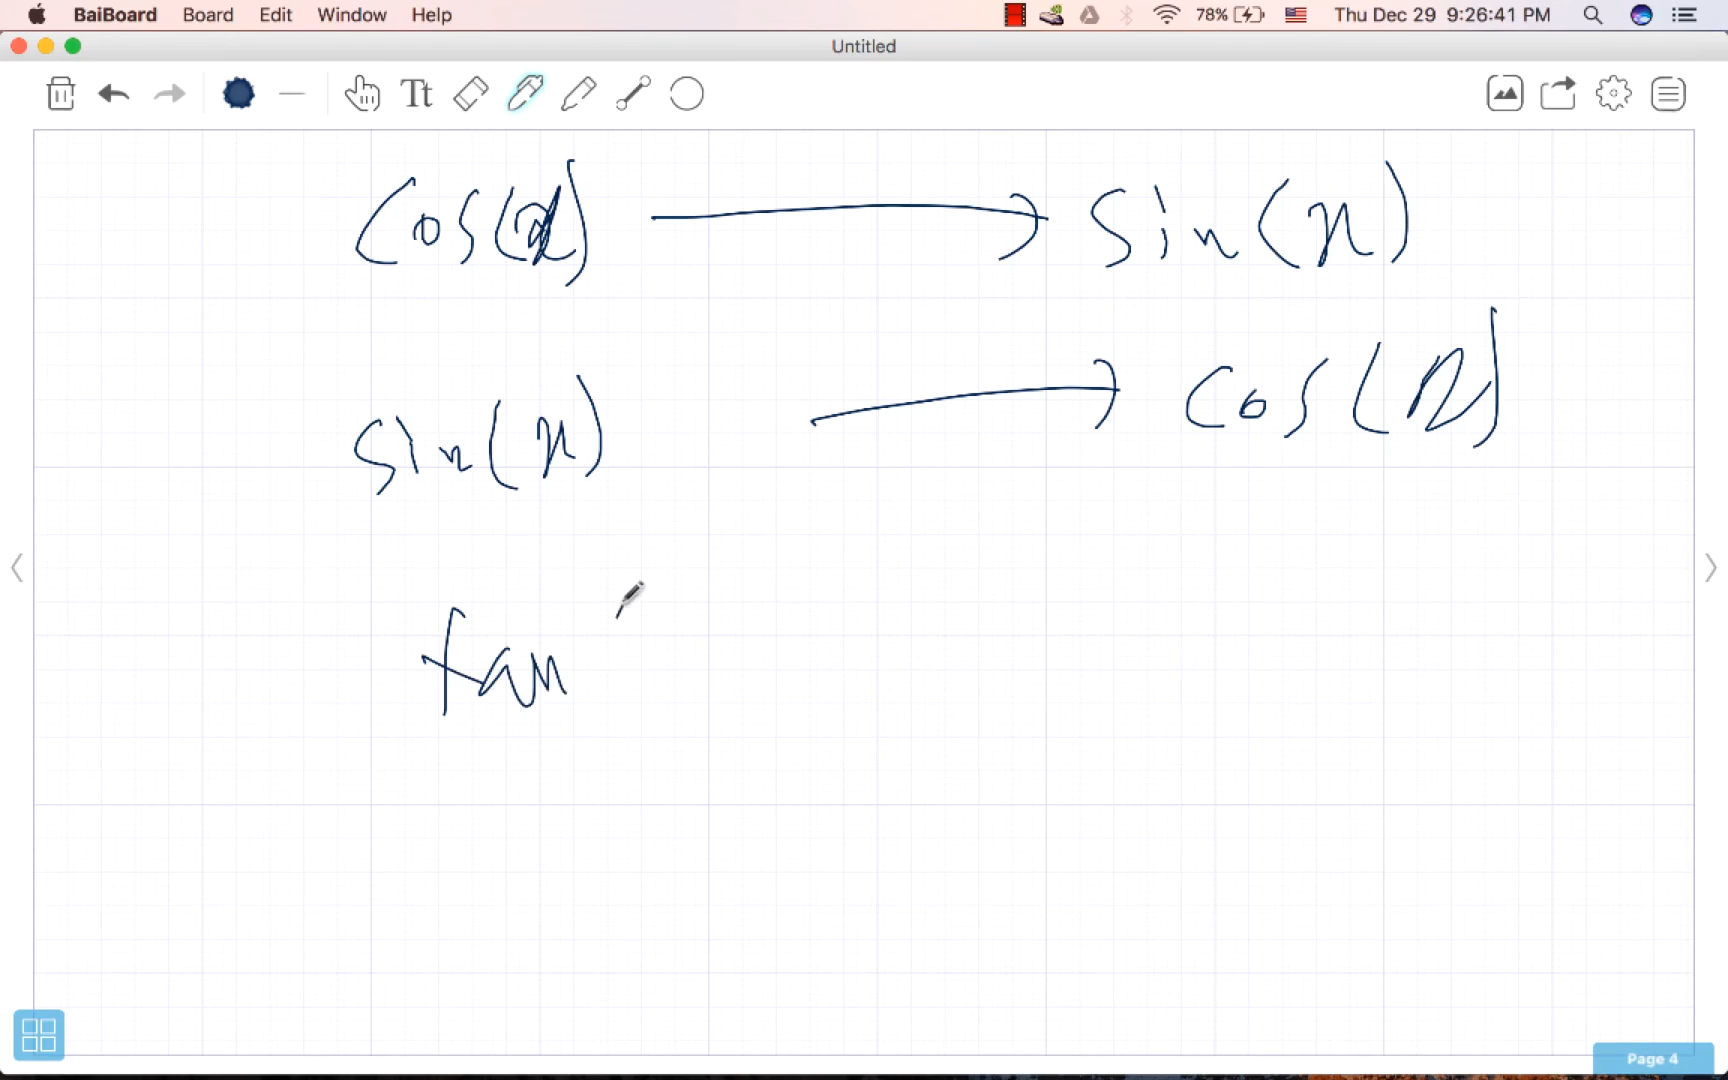 BaiBoard Board Edit Window Help 78% Thu Dec 29 9:26:41 PM
Untitled
Tt
Cos(x) → Sin(x)
Sin(x) → Cos(x)
tan
Page 4